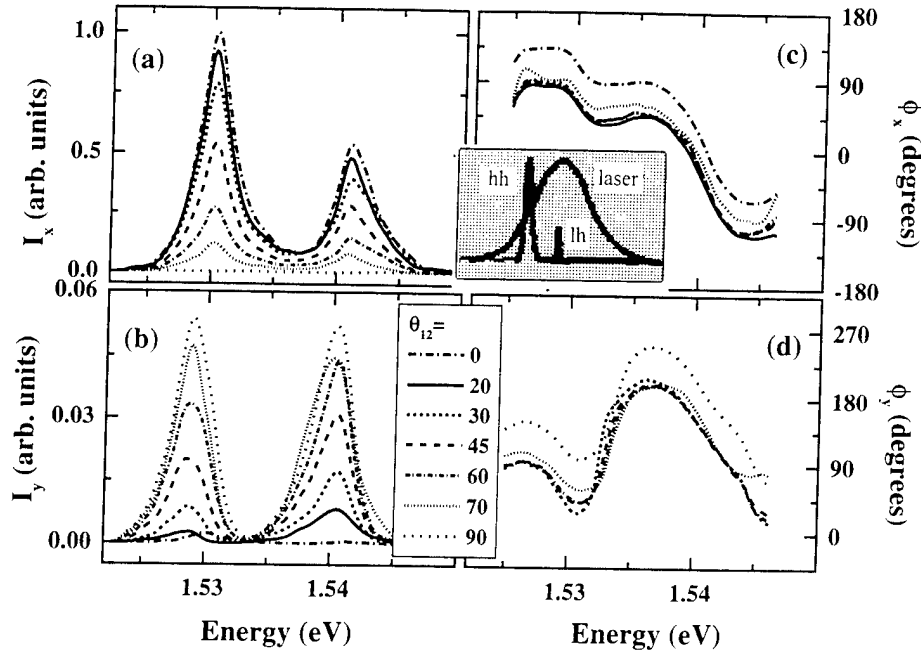 (a)
1.0
0.5
0.0
I_x (arb. units)
(b)
0.06
0.03
0.00
I_y (arb. units)
1.53
1.54
Energy (eV)
(c)
180
90
0
-90
-180
ϕ_x (degrees)
hh
laser
lh
θ_12=
0
20
30
45
60
70
90
(d)
270
180
90
0
ϕ_y (degrees)
1.53
1.54
Energy (eV)